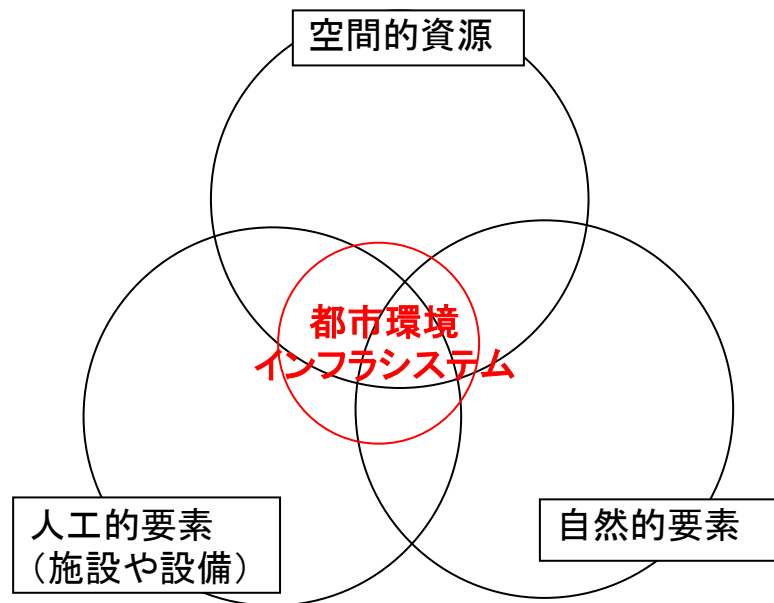 空間的資源
都市環境
インフラシステム
人工的要素
（施設や設備）
自然的要素